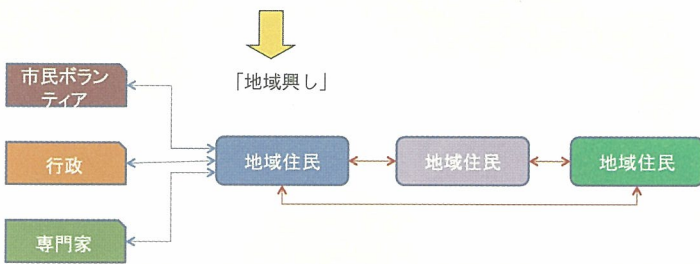 「地域興し」
市民ボラン
ティア
行政
専門家
地域住民
地域住民
地域住民